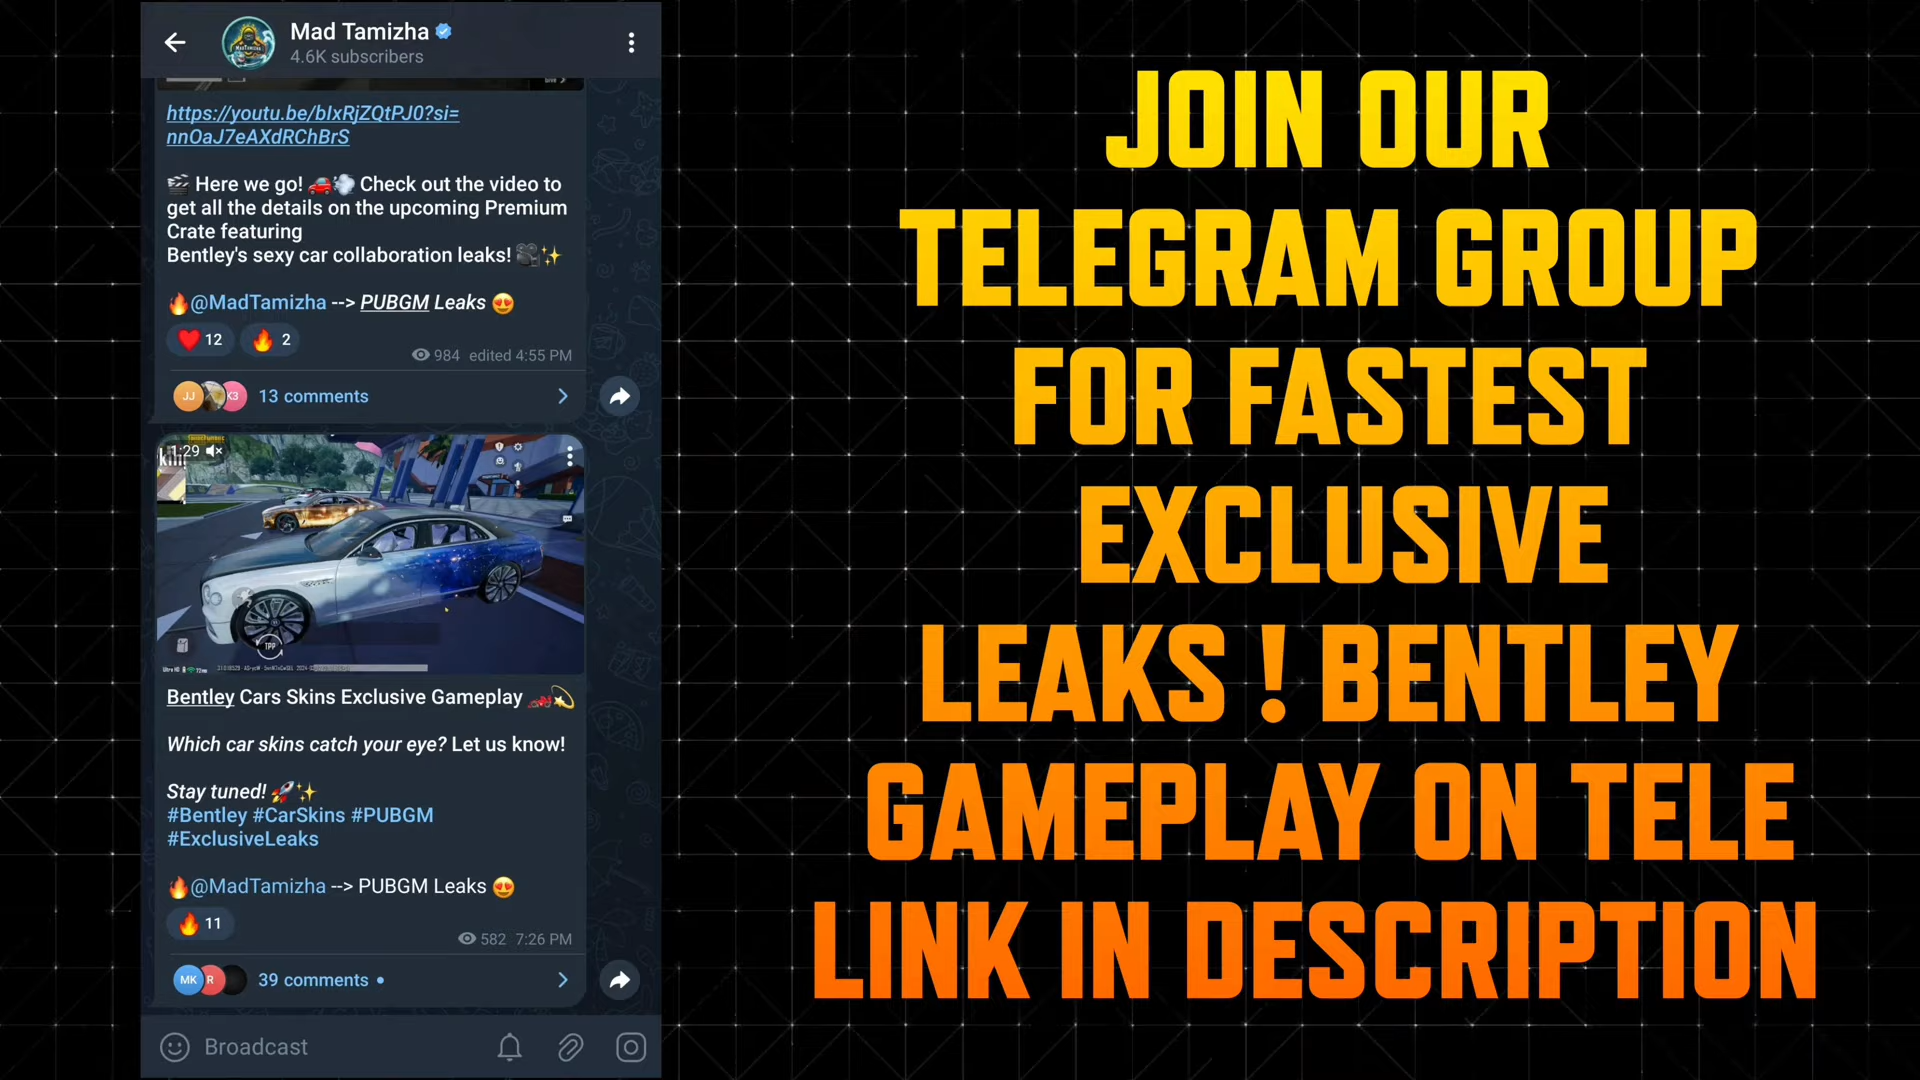 Mad Tamizha
4.6K subscribers
https://youtu.be/bIxRjZQtPJ0?si=
nnOaJ7eAXdRChBrS
🎬 Here we go! 🚗💨 Check out the video to
get all the details on the upcoming Premium
Crate featuring
Bentley's sexy car collaboration leaks! 🎥✨
🔥@MadTamizha --> PUBGM Leaks 😍
❤️ 12 🔥 2
984 edited 4:55 PM
JJ K3 13 comments
1:29
TPP
Bentley Cars Skins Exclusive Gameplay 🏎️💫
Which car skins catch your eye? Let us know!
Stay tuned! 🚀✨
#Bentley #CarSkins #PUBGM
#ExclusiveLeaks
🔥@MadTamizha --> PUBGM Leaks 😍
🔥 11
582 7:26 PM
MK R 39 comments
Broadcast
JOIN OUR
TELEGRAM GROUP
FOR FASTEST
EXCLUSIVE
LEAKS ! BENTLEY
GAMEPLAY ON TELE
LINK IN DESCRIPTION